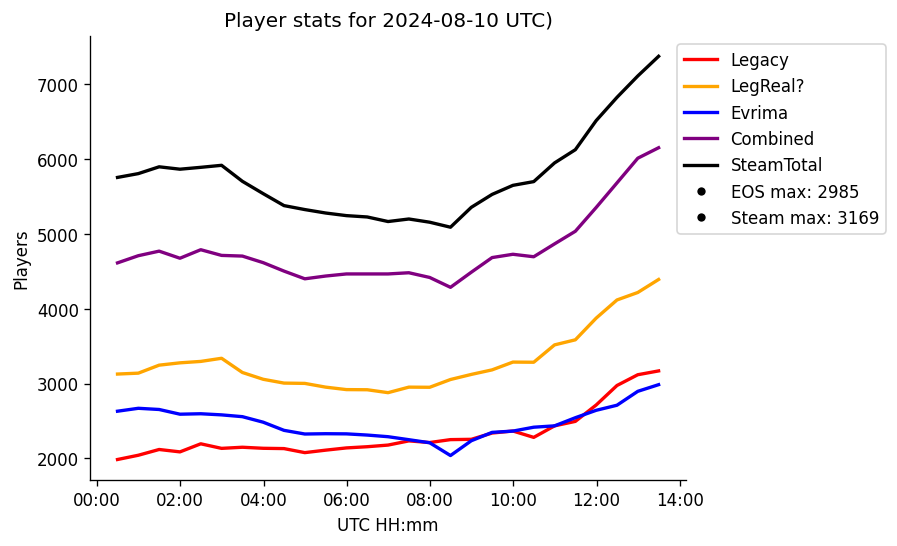 Player stats for 2024-08-10 UTC)
Legacy
LegReal?
Evrima
Combined
SteamTotal
EOS max: 2985
Steam max: 3169
Players
7000
6000
5000
4000
3000
2000
00:00 02:00 04:00 06:00 08:00 10:00 12:00 14:00
UTC HH:mm